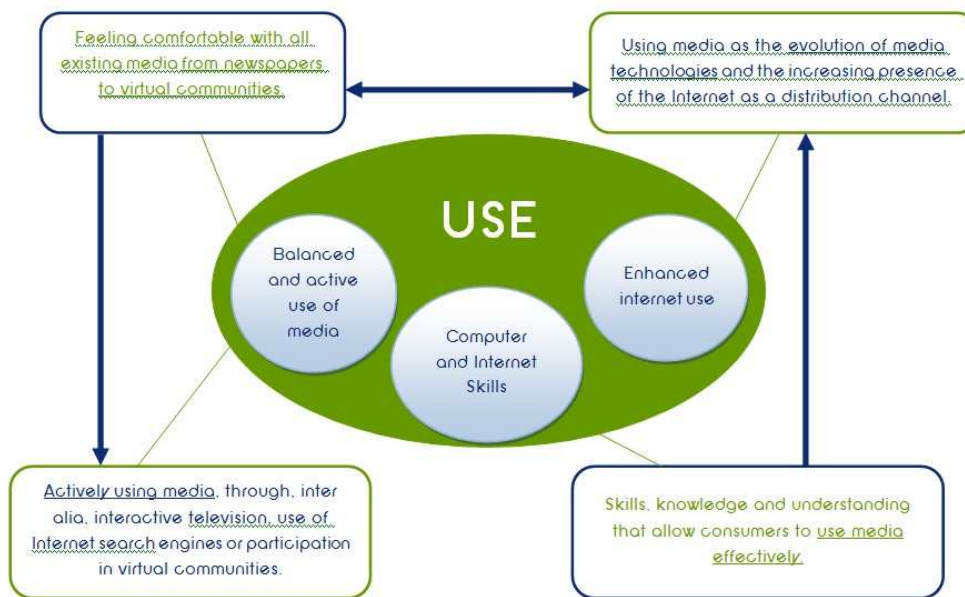 Feeling comfortable with all
existing media from newspapers
to virtual communities.
Using media as the evolution of media
technologies and the increasing presence
of the Internet as a distribution channel.
USE
Balanced
and active
use of
media
Computer
and Internet
Skills
Enhanced
internet use
Actively using media, through, inter
alia, interactive television, use of
Internet search engines or participation
in virtual communities.
Skills, knowledge and understanding
that allow consumers to use media
effectively.